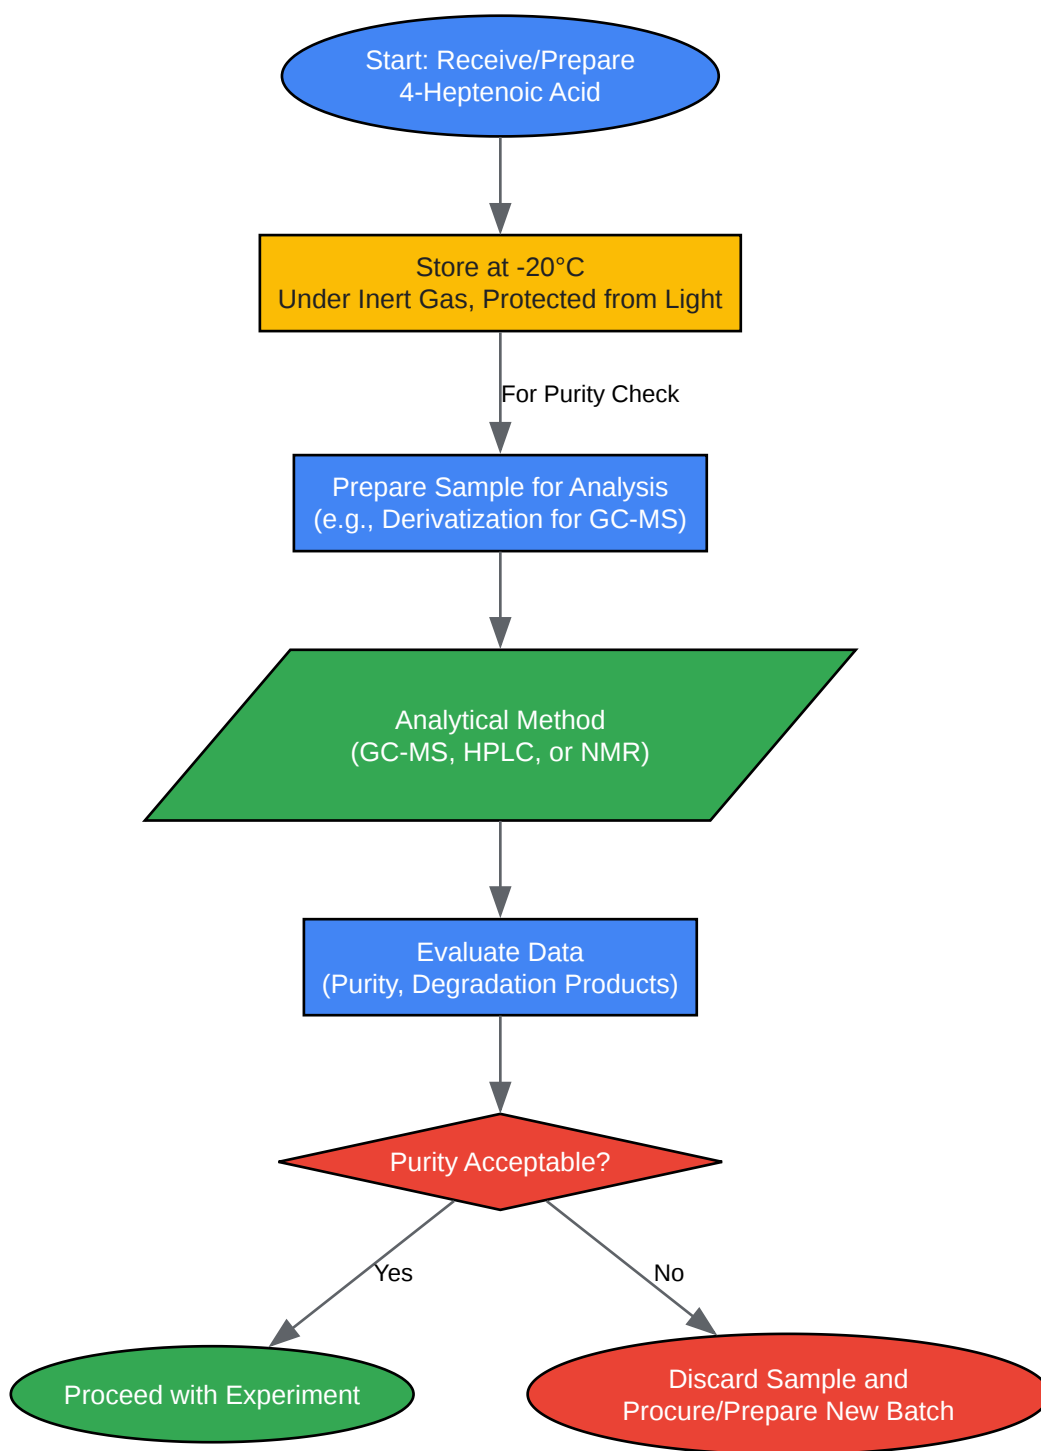 Start: Receive/Prepare
4-Heptenoic Acid
Store at -20°C
Under Inert Gas, Protected from Light
For Purity Check
Prepare Sample for Analysis
(e.g., Derivatization for GC-MS)
Analytical Method
(GC-MS, HPLC, or NMR)
Evaluate Data
(Purity, Degradation Products)
Purity Acceptable?
Yes
No
Proceed with Experiment
Discard Sample and
Procure/Prepare New Batch